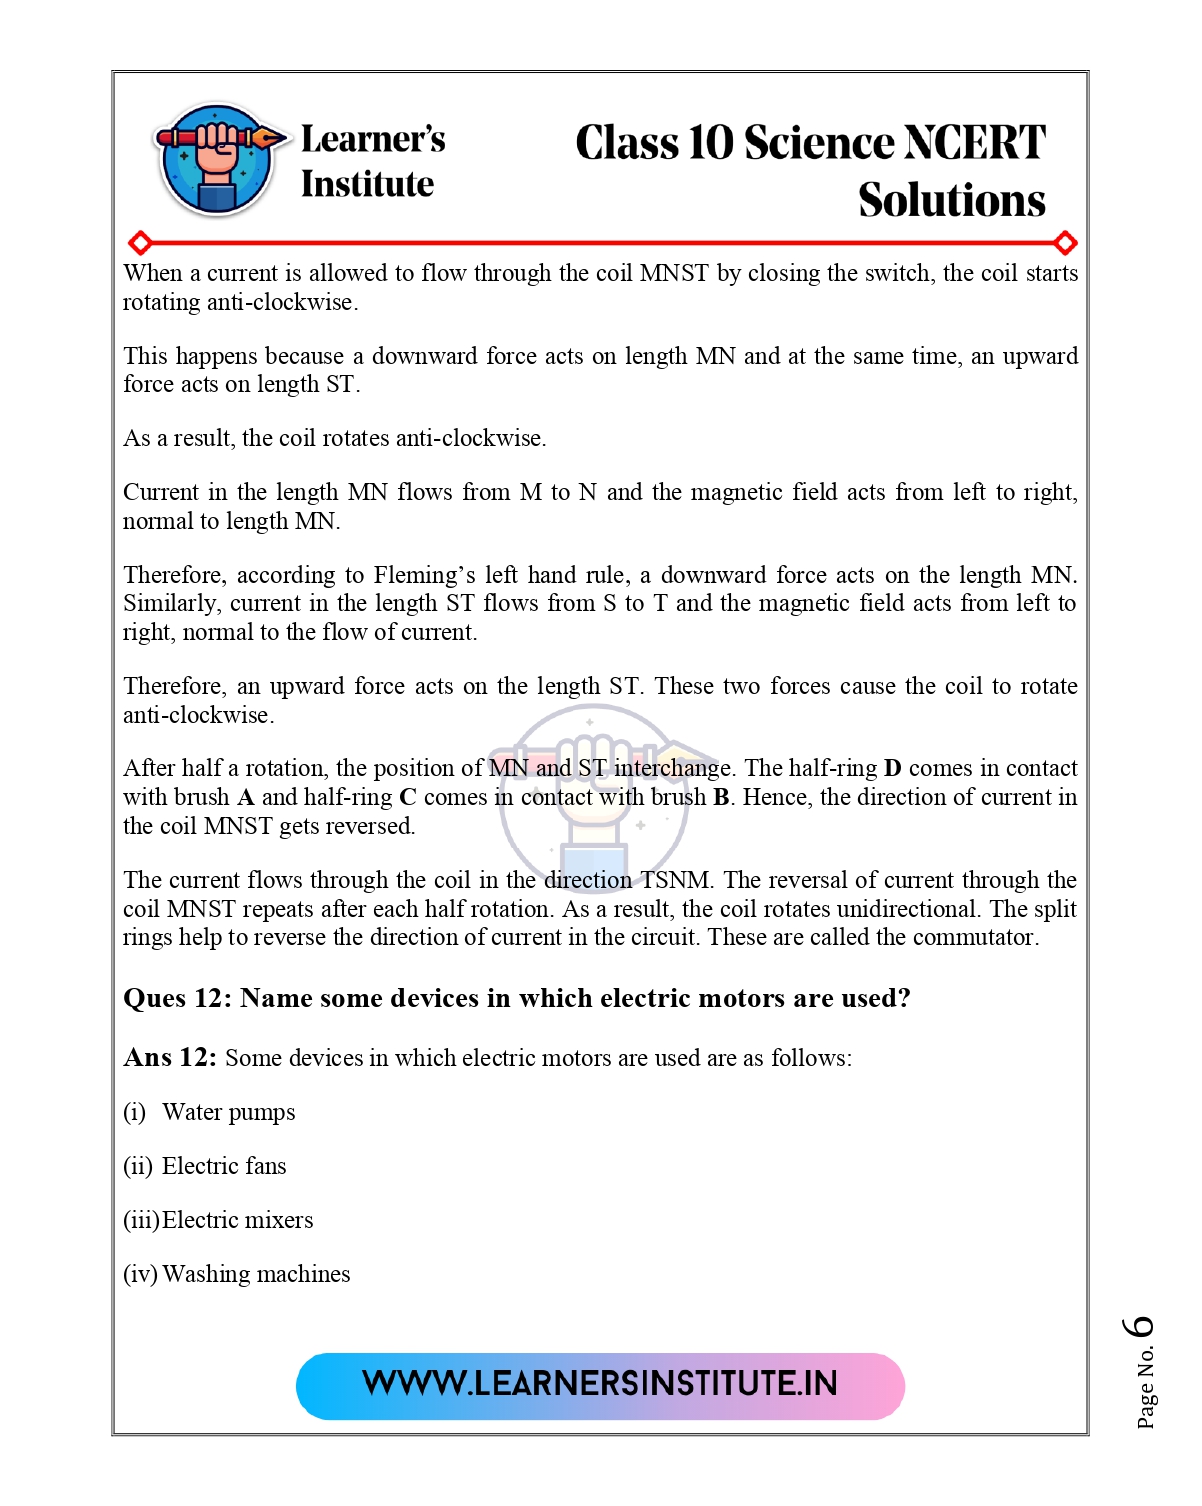 Learner's
Institute
Class 10 Science NCERT
Solutions
When a current is allowed to flow through the coil MNST by closing the switch, the coil starts
rotating anti-clockwise.
This happens because a downward force acts on length MN and at the same time, an upward
force acts on length ST.
As a result, the coil rotates anti-clockwise.
Current in the length MN flows from M to N and the magnetic field acts from left to right,
normal to length MN.
Therefore, according to Fleming's left hand rule, a downward force acts on the length MN.
Similarly, current in the length ST flows from S to T and the magnetic field acts from left to
right, normal to the flow of current.
Therefore, an upward force acts on the length ST. These two forces cause the coil to rotate
anti-clockwise.
After half a rotation, the position of MN and ST interchange. The half-ring D comes in contact
with brush A and half-ring C comes in contact with brush B. Hence, the direction of current in
the coil MNST gets reversed.
The current flows through the coil in the direction TSNM. The reversal of current through the
coil MNST repeats after each half rotation. As a result, the coil rotates unidirectional. The split
rings help to reverse the direction of current in the circuit. These are called the commutator.
Ques 12: Name some devices in which electric motors are used?
Ans 12: Some devices in which electric motors are used are as follows:
(i) Water pumps
(ii) Electric fans
(iii) Electric mixers
(iv) Washing machines
WWW.LEARNERSINSTITUTE.IN
Page No. 6